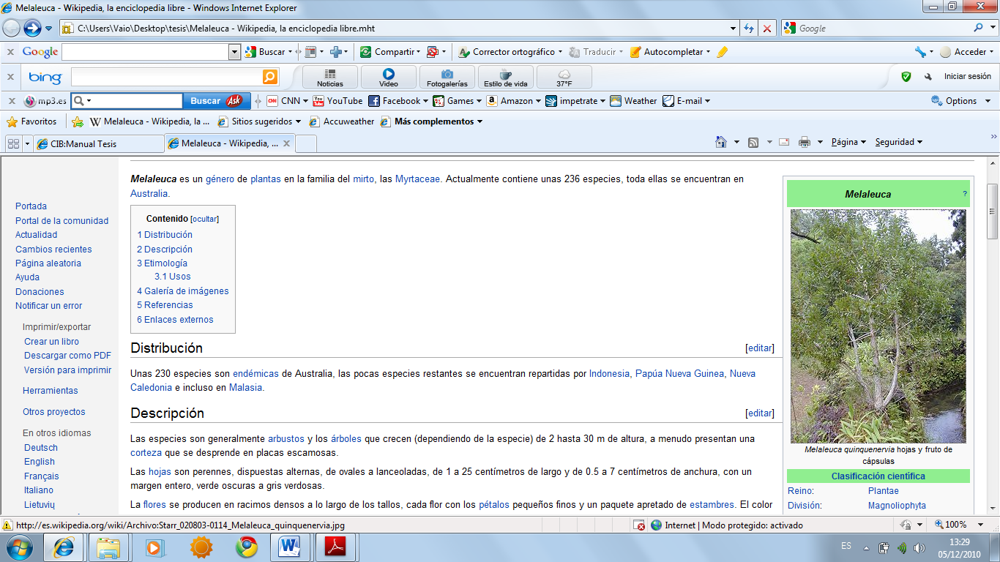 Melaleuca - Wikipedia, la enciclopedia libre - Windows Internet Explorer
C:\Users\Vaio\Desktop\tesis\Melaleuca - Wikipedia, la enciclopedia libre.mht
Google
x Google Buscar Compartir Corrector ortográfico Traducir Autocompletar Acceder
x bing Noticias Video Fotogalerías Estilo de vida 37°F Iniciar sesión
x mp3.es Buscar Ask CNN YouTube Facebook Games Amazon impetrate Weather E-mail Options
Favoritos Melaleuca - Wikipedia, la ... Sitios sugeridos Accuweather Más complementos
CIB:Manual Tesis Melaleuca - Wikipedia, ... x Página Seguridad »
Portada
Portal de la comunidad
Actualidad
Cambios recientes
Página aleatoria
Ayuda
Donaciones
Notificar un error
Imprimir/exportar
Crear un libro
Descargar como PDF
Versión para imprimir
Herramientas
Otros proyectos
En otros idiomas
Deutsch
English
Français
Italiano
Lietuvių
Melaleuca es un género de plantas en la familia del mirto, las Myrtaceae. Actualmente contiene unas 236 especies, toda ellas se encuentran en
Australia.
Contenido [ocultar]
1 Distribución
2 Descripción
3 Etimología
3.1 Usos
4 Galería de imágenes
5 Referencias
6 Enlaces externos
Distribución [editar]
Unas 230 especies son endémicas de Australia, las pocas especies restantes se encuentran repartidas por Indonesia, Papúa Nueva Guinea, Nueva
Caledonia e incluso en Malasia.
Descripción [editar]
Las especies son generalmente arbustos y los árboles que crecen (dependiendo de la especie) de 2 hasta 30 m de altura, a menudo presentan una
corteza que se desprende en placas escamosas.
Las hojas son perennes, dispuestas alternas, de ovales a lanceoladas, de 1 a 25 centímetros de largo y de 0.5 a 7 centímetros de anchura, con un
margen entero, verde oscuras a gris verdosas.
La flores se producen en racimos densos a lo largo de los tallos, cada flor con los pétalos pequeños finos y un paquete apretado de estambres. El color
Melaleuca ?
Melaleuca quinquenervia hojas y fruto de
cápsulas
Clasificación científica
Reino: Plantae
División: Magnoliophyta
http://es.wikipedia.org/wiki/Archivo:Starr_020803-0114_Melaleuca_quinquenervia.jpg
Internet | Modo protegido: activado
100%
ES
13:29
05/12/2010